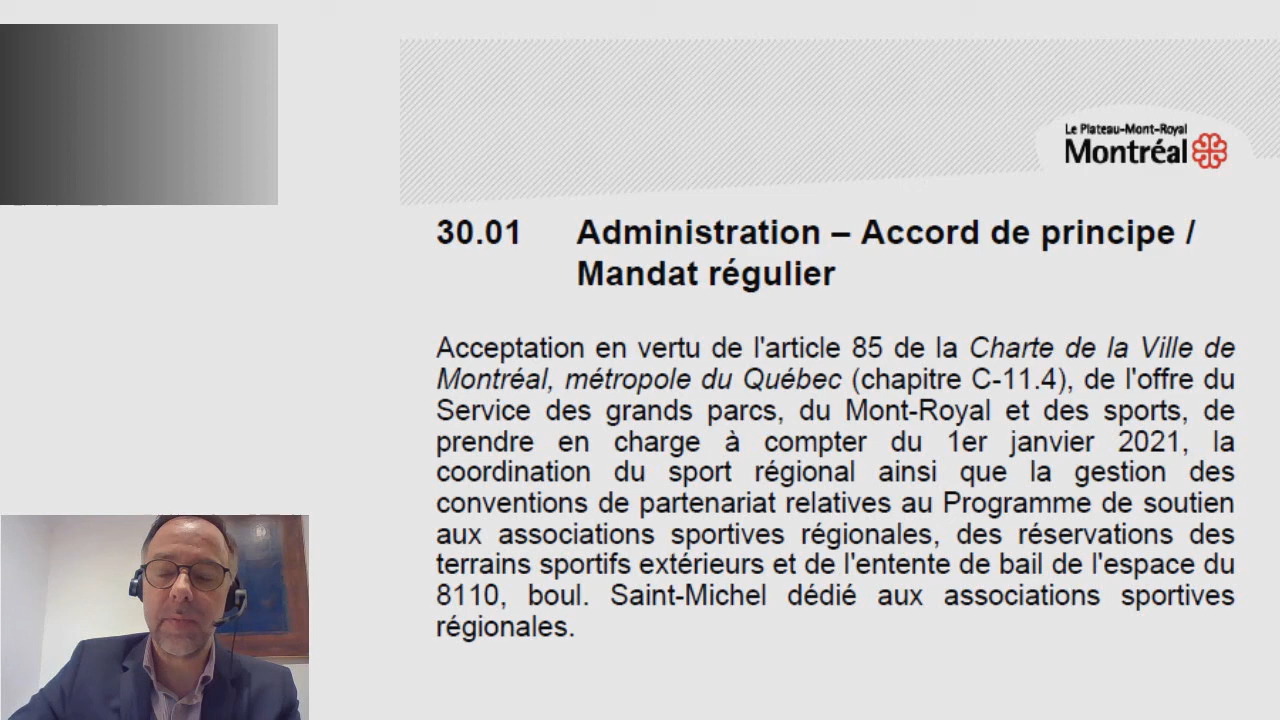 Le Plateau-Mont-Royal
Montréal
30.01 Administration – Accord de principe /
Mandat régulier
Acceptation en vertu de l'article 85 de la Charte de la Ville de
Montréal, métropole du Québec (chapitre C-11.4), de l'offre du
Service des grands parcs, du Mont-Royal et des sports, de
prendre en charge à compter du 1er janvier 2021, la
coordination du sport régional ainsi que la gestion des
conventions de partenariat relatives au Programme de soutien
aux associations sportives régionales, des réservations des
terrains sportifs extérieurs et de l'entente de bail de l'espace du
8110, boul. Saint-Michel dédié aux associations sportives
régionales.